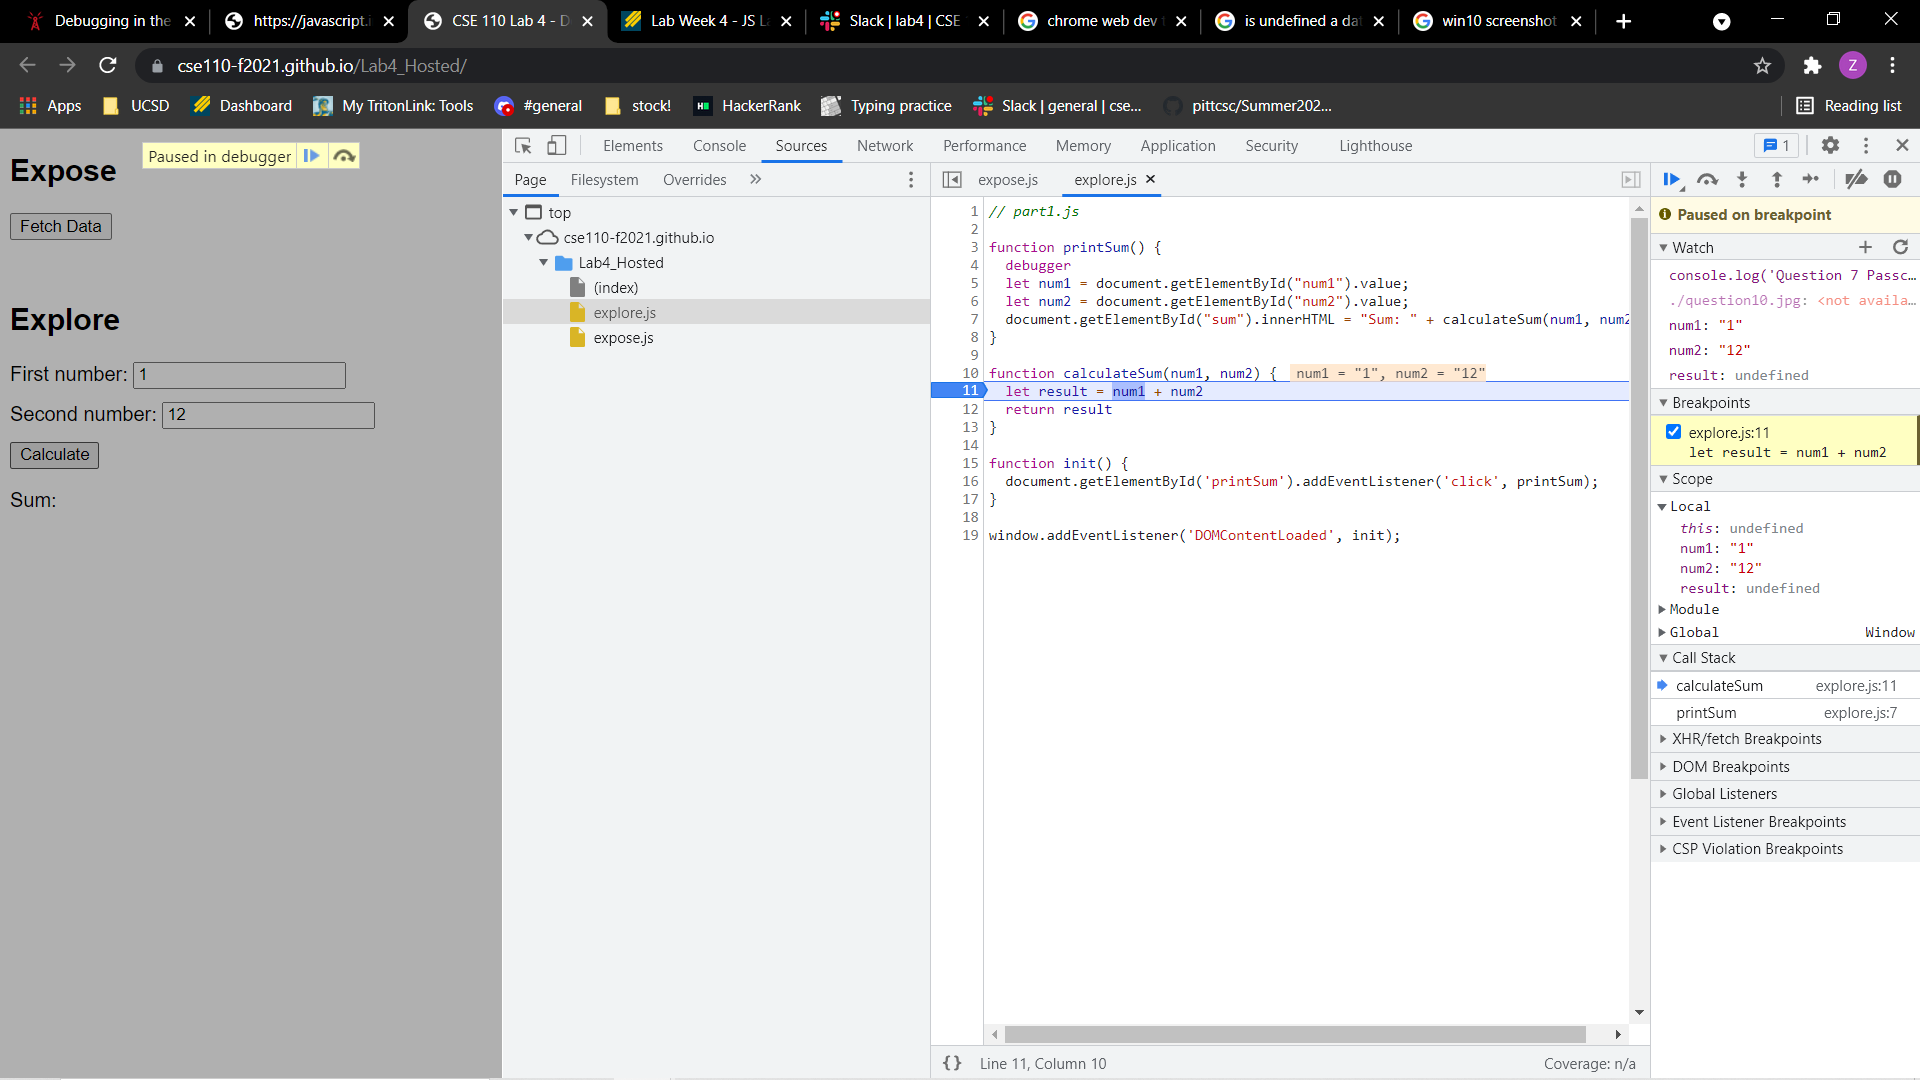 Debugging in the
https://javascript.i
CSE 110 Lab 4 - D
Lab Week 4 - JS L
Slack | lab4 | CSE
chrome web dev t
is undefined a dat
win10 screenshot
cse110-f2021.github.io/Lab4_Hosted/
Z
Apps
UCSD
Dashboard
My TritonLink: Tools
#general
stock!
HackerRank
Typing practice
Slack | general | cse...
pittcsc/Summer202...
Reading list
Expose
Paused in debugger
Fetch Data
Explore
First number: 1
Second number: 12
Calculate
Sum:
Elements Console Sources Network Performance Memory Application Security Lighthouse
1
Page Filesystem Overrides »
top
cse110-f2021.github.io
Lab4_Hosted
(index)
explore.js
expose.js
expose.js
explore.js
1 // part1.js
2
3 function printSum() {
4 debugger
5 let num1 = document.getElementById("num1").value;
6 let num2 = document.getElementById("num2").value;
7 document.getElementById("sum").innerHTML = "Sum: " + calculateSum(num1, num2
8 }
9
10 function calculateSum(num1, num2) { num1 = "1", num2 = "12"
11 let result = num1 + num2
12 return result
13 }
14
15 function init() {
16 document.getElementById('printSum').addEventListener('click', printSum);
17 }
18
19 window.addEventListener('DOMContentLoaded', init);
{} Line 11, Column 10
Coverage: n/a
Paused on breakpoint
Watch
console.log('Question 7 Passc...
./question10.jpg: <not availa...
num1: "1"
num2: "12"
result: undefined
Breakpoints
explore.js:11
let result = num1 + num2
Scope
Local
this: undefined
num1: "1"
num2: "12"
result: undefined
Module
Global Window
Call Stack
calculateSum explore.js:11
printSum explore.js:7
XHR/fetch Breakpoints
DOM Breakpoints
Global Listeners
Event Listener Breakpoints
CSP Violation Breakpoints